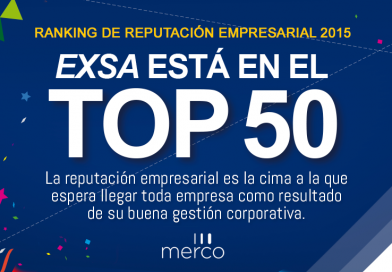 RANKING DE REPUTACIÓN EMPRESARIAL 2015
EXSA ESTÁ EN EL
TOP 50
La reputación empresarial es la cima a la que
espera llegar toda empresa como resultado
de su buena gestión corporativa.
merco